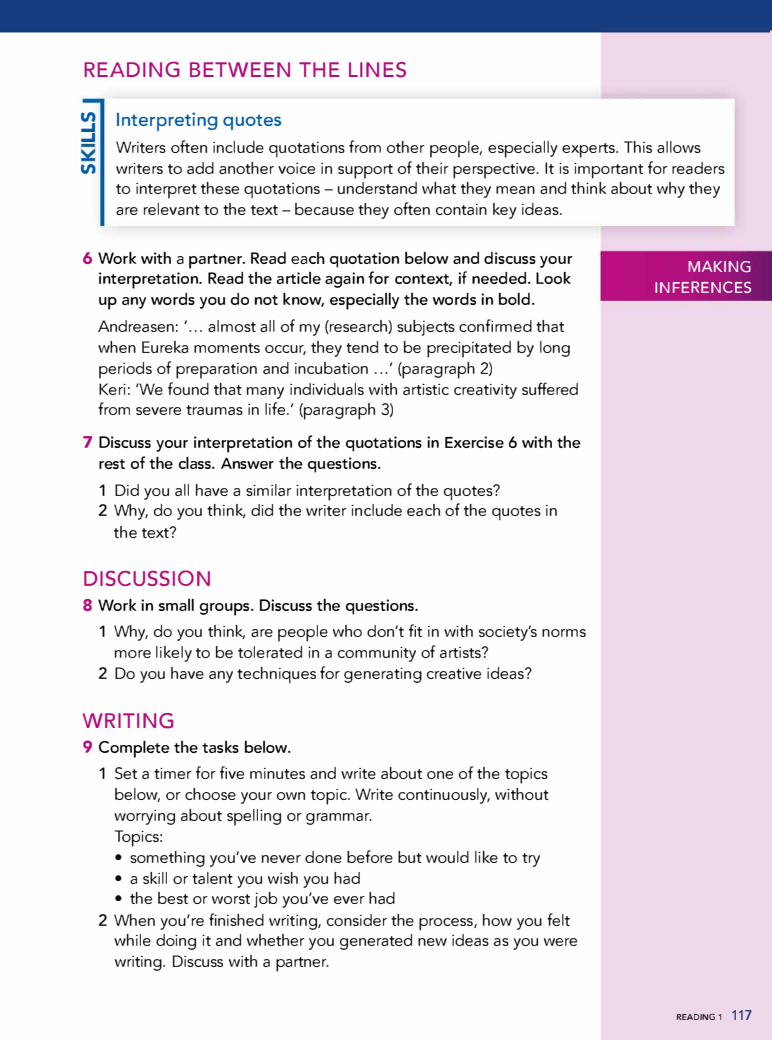 READING BETWEEN THE LINES
SKILLS
Interpreting quotes
Writers often include quotations from other people, especially experts. This allows
writers to add another voice in support of their perspective. It is important for readers
to interpret these quotations – understand what they mean and think about why they
are relevant to the text – because they often contain key ideas.
6 Work with a partner. Read each quotation below and discuss your
interpretation. Read the article again for context, if needed. Look
up any words you do not know, especially the words in bold.
MAKING
INFERENCES
Andreasen: ‘… almost all of my (research) subjects confirmed that
when Eureka moments occur, they tend to be precipitated by long
periods of preparation and incubation …’ (paragraph 2)
Keri: ‘We found that many individuals with artistic creativity suffered
from severe traumas in life.’ (paragraph 3)
7 Discuss your interpretation of the quotations in Exercise 6 with the
rest of the class. Answer the questions.
1 Did you all have a similar interpretation of the quotes?
2 Why, do you think, did the writer include each of the quotes in
the text?
DISCUSSION
8 Work in small groups. Discuss the questions.
1 Why, do you think, are people who don’t fit in with society’s norms
more likely to be tolerated in a community of artists?
2 Do you have any techniques for generating creative ideas?
WRITING
9 Complete the tasks below.
1 Set a timer for five minutes and write about one of the topics
below, or choose your own topic. Write continuously, without
worrying about spelling or grammar.
Topics:
• something you’ve never done before but would like to try
• a skill or talent you wish you had
• the best or worst job you’ve ever had
2 When you’re finished writing, consider the process, how you felt
while doing it and whether you generated new ideas as you were
writing. Discuss with a partner.
READING 1 117